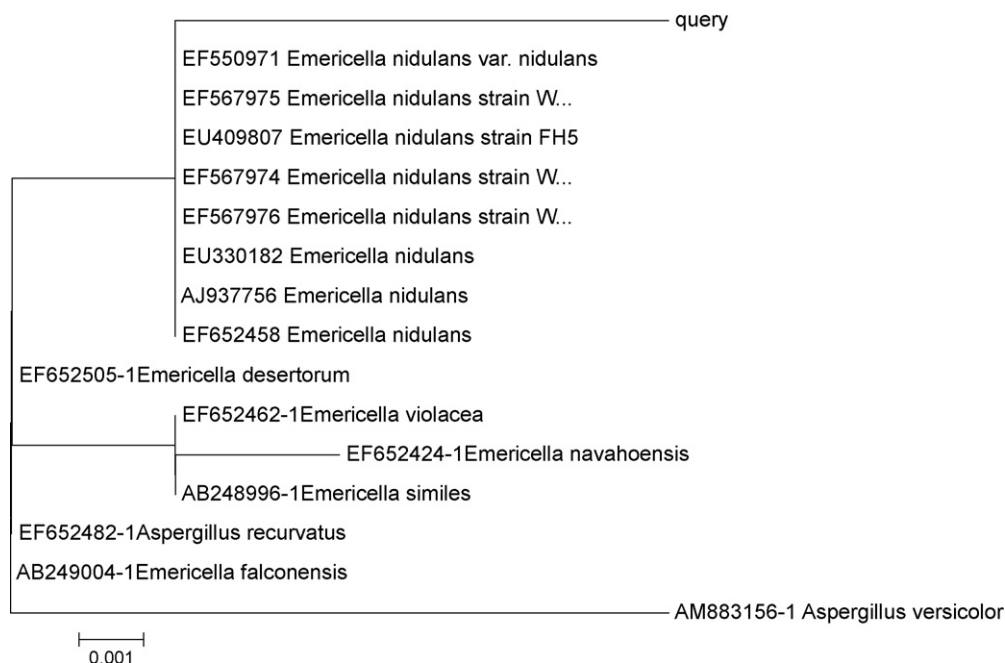 query
EF550971 Emericella nidulans var. nidulans
EF567975 Emericella nidulans strain W...
EU409807 Emericella nidulans strain FH5
EF567974 Emericella nidulans strain W...
EF567976 Emericella nidulans strain W...
EU330182 Emericella nidulans
AJ937756 Emericella nidulans
EF652458 Emericella nidulans
EF652505-1Emericella desertorum
EF652462-1Emericella violacea
EF652424-1Emericella navahoensis
AB248996-1Emericella similes
EF652482-1Aspergillus recurvatus
AB249004-1Emericella falconensis
AM883156-1 Aspergillus versicolor
0.001